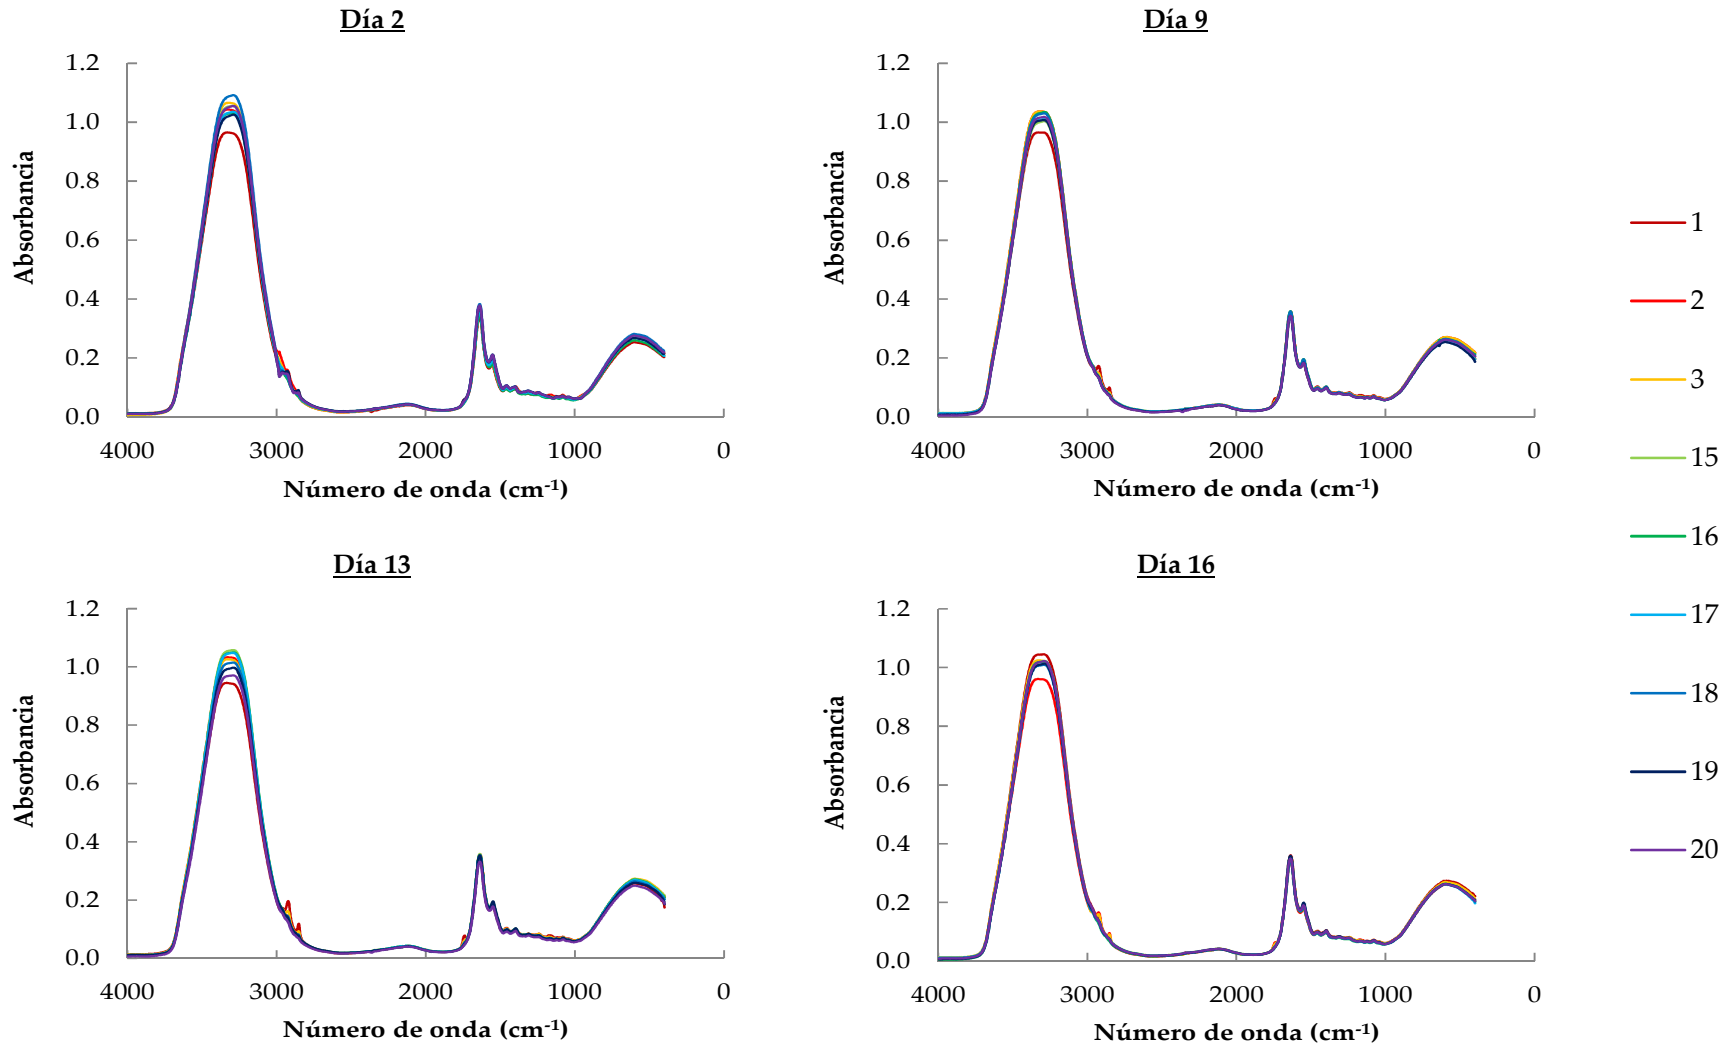 Día 2
1.2
1.0
0.8
0.6
0.4
0.2
0.0
Absorbancia
4000 3000 2000 1000 0
Número de onda (cm⁻¹)
Día 9
1.2
1.0
0.8
0.6
0.4
0.2
0.0
Absorbancia
4000 3000 2000 1000 0
Número de onda (cm⁻¹)
Día 13
1.2
1.0
0.8
0.6
0.4
0.2
0.0
Absorbancia
4000 3000 2000 1000 0
Número de onda (cm⁻¹)
Día 16
1.2
1.0
0.8
0.6
0.4
0.2
0.0
Absorbancia
4000 3000 2000 1000 0
Número de onda (cm⁻¹)
1
2
3
15
16
17
18
19
20